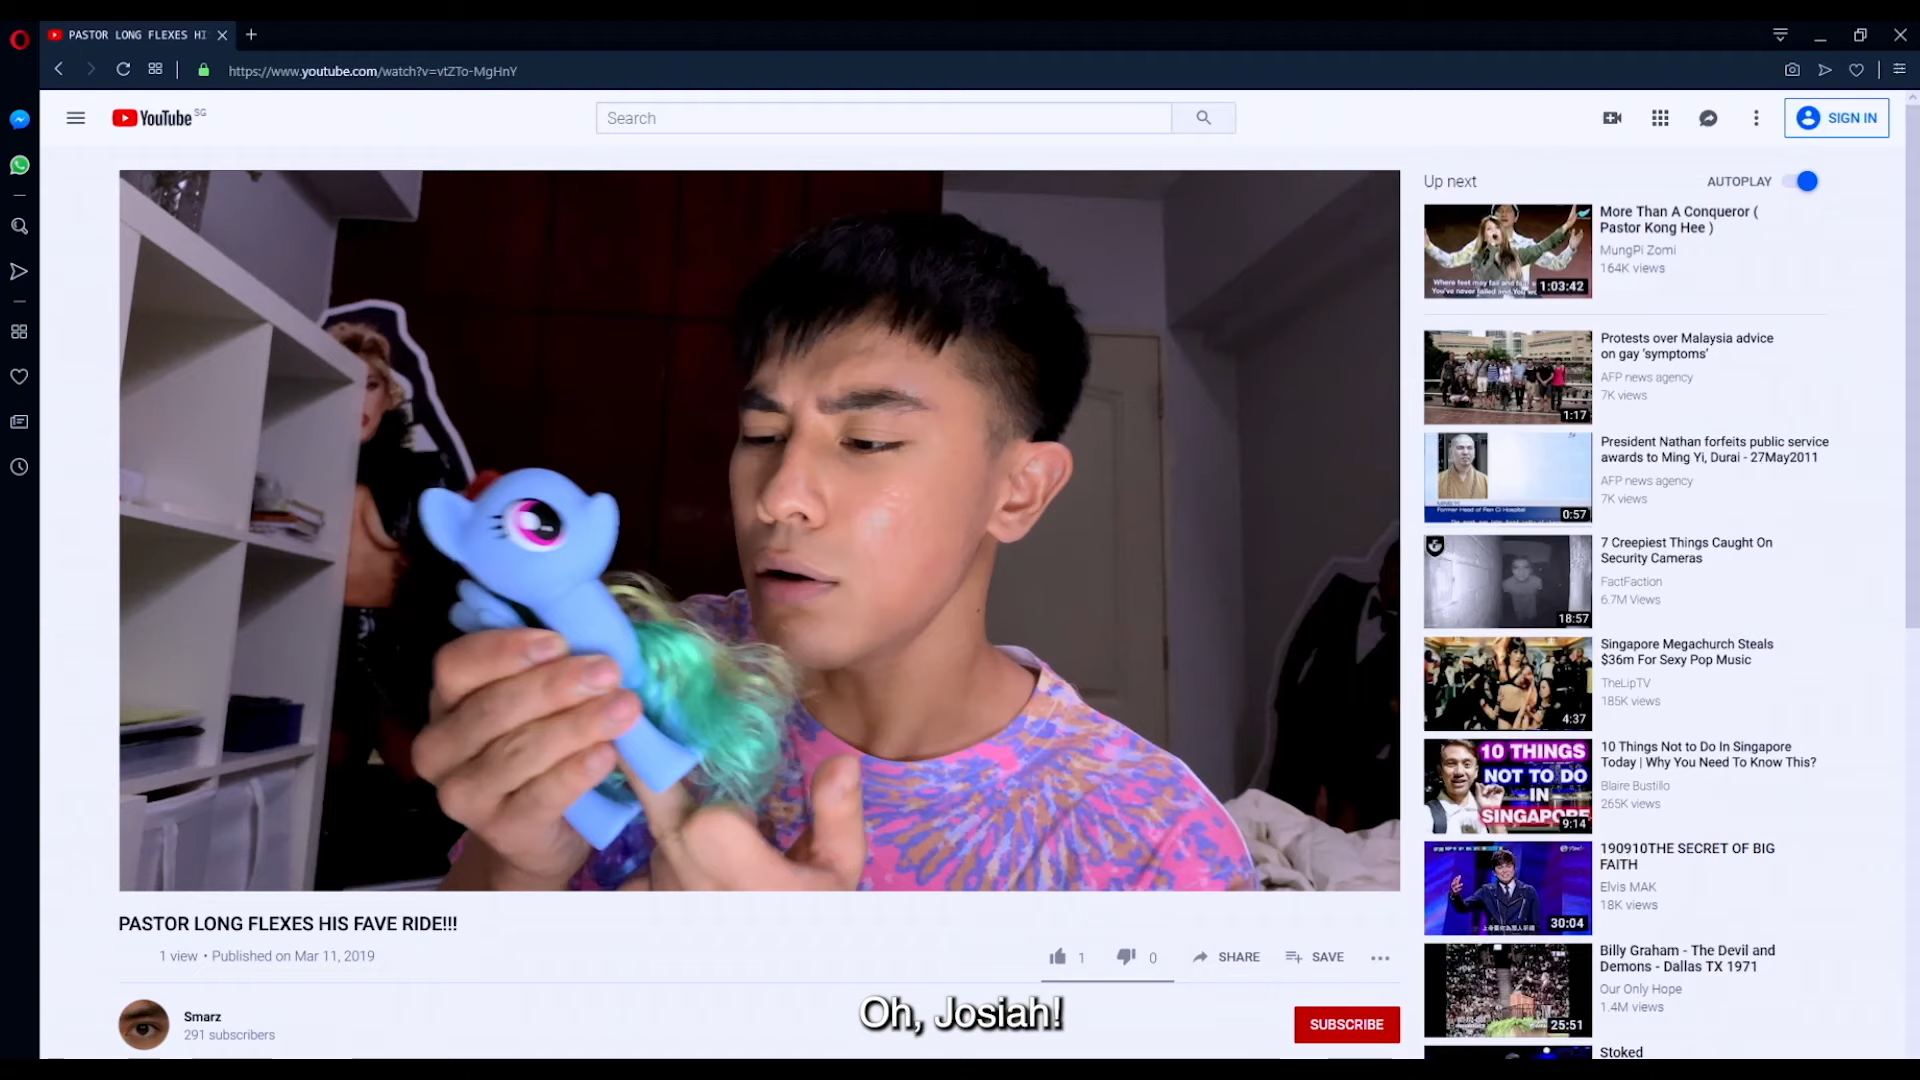 PASTOR LONG FLEXES HI
https://www.youtube.com/watch?v=vtZTo-MgHnY
YouTube SG
Search
SIGN IN
Up next
AUTOPLAY
More Than A Conqueror (
Pastor Kong Hee )
MungPi Zomi
164K views
1:03:42
Protests over Malaysia advice
on gay ‘symptoms’
AFP news agency
7K views
1:17
President Nathan forfeits public service
awards to Ming Yi, Durai - 27May2011
AFP news agency
7K views
Former Head of Ren Ci Hospital
0:57
7 Creepiest Things Caught On
Security Cameras
FactFaction
6.7M Views
18:57
Singapore Megachurch Steals
$36m For Sexy Pop Music
TheLipTV
185K views
4:37
10 THINGS
NOT TO DO
IN
SINGAPORE
9:14
10 Things Not to Do In Singapore
Today | Why You Need To Know This?
Blaire Bustillo
265K views
190910THE SECRET OF BIG
FAITH
Elvis MAK
18K views
30:04
Billy Graham - The Devil and
Demons - Dallas TX 1971
Our Only Hope
1.4M views
25:51
Stoked
PASTOR LONG FLEXES HIS FAVE RIDE!!!
1 view • Published on Mar 11, 2019
1
0
SHARE
SAVE
Smarz
291 subscribers
Oh, Josiah!
SUBSCRIBE